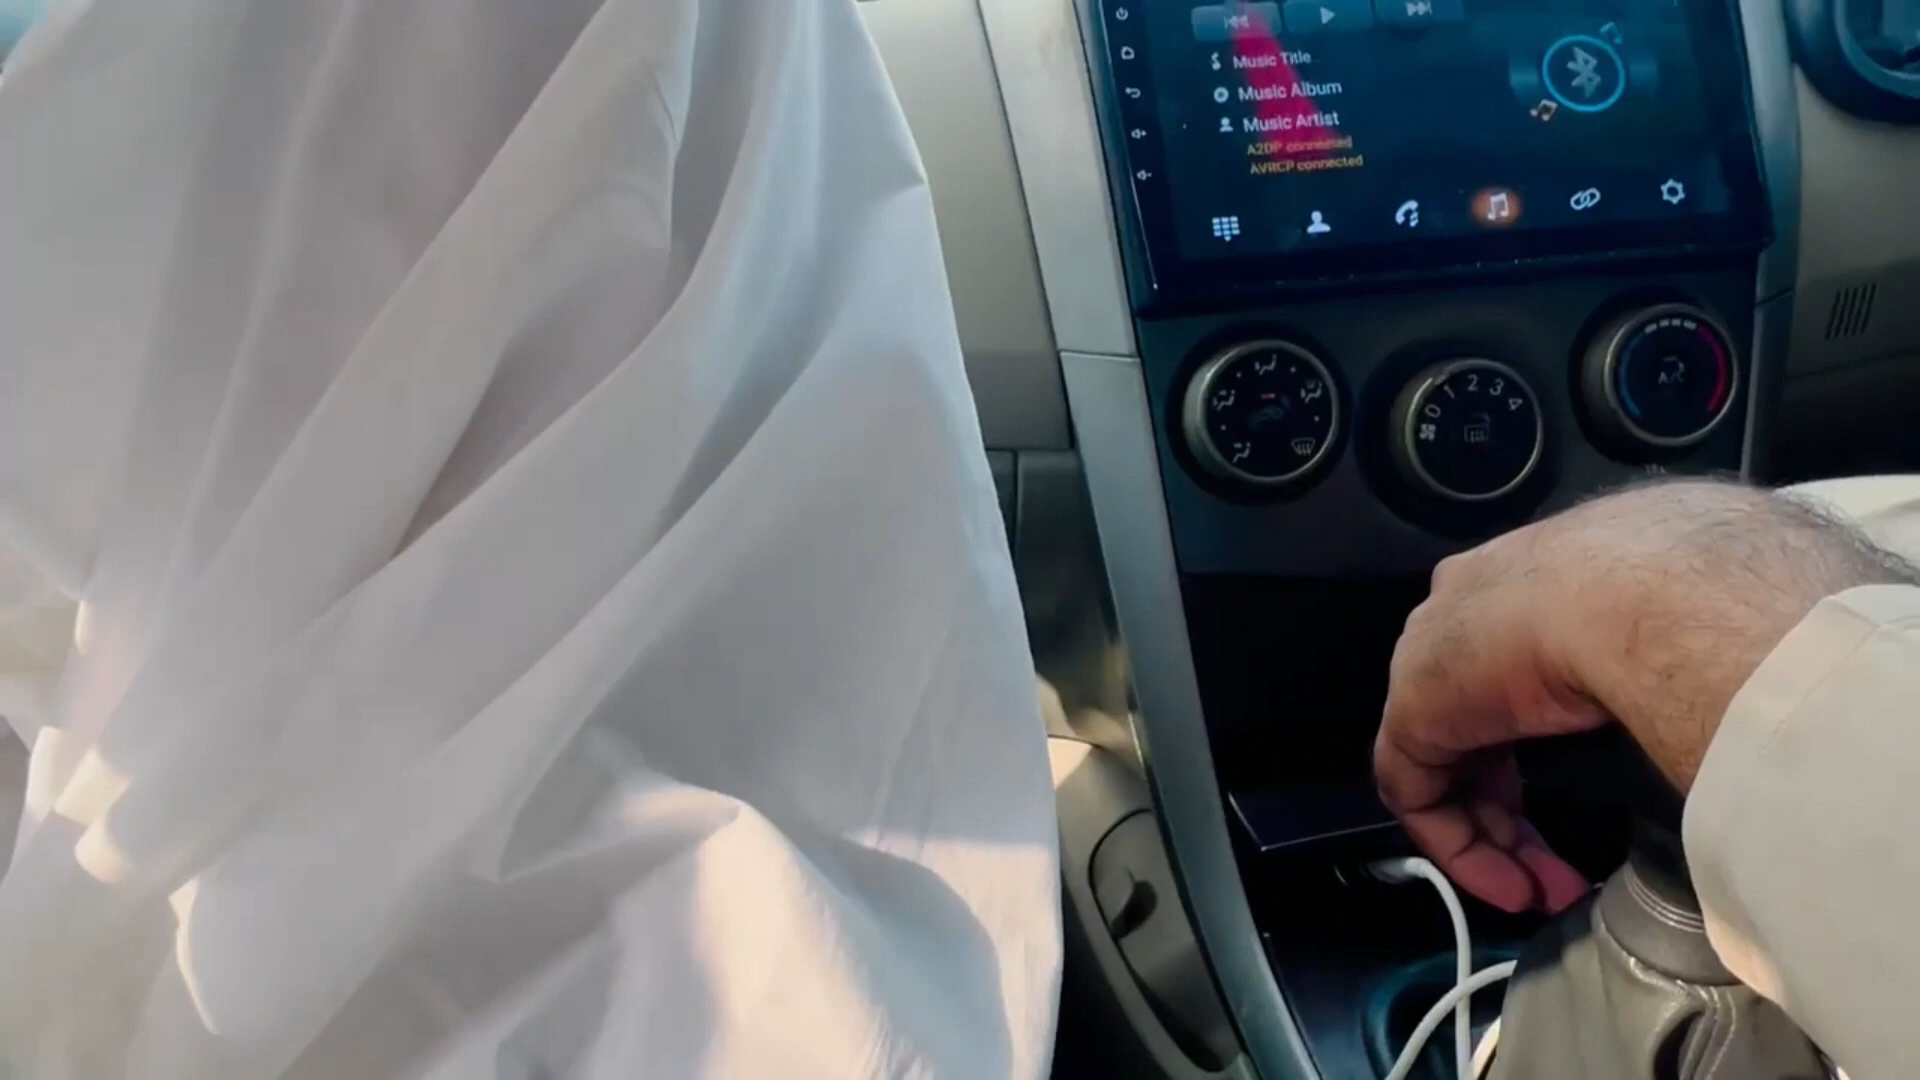 Music Title
Music Album
Music Artist
A2DP connected
AVRCP connected
0 1 2 3 4
A/C